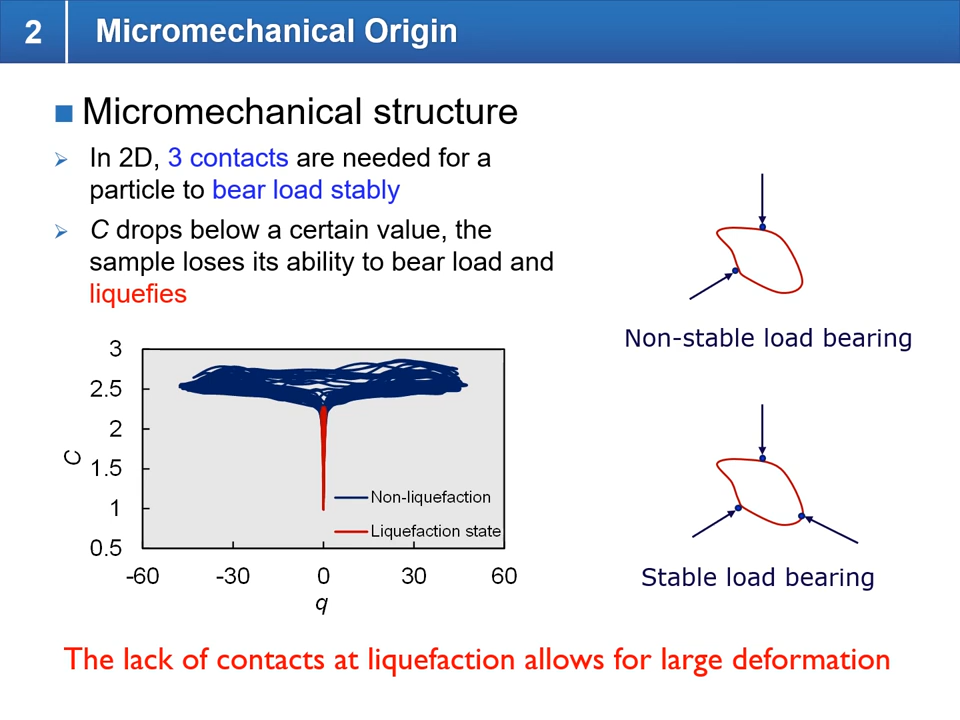 2
Micromechanical Origin
Micromechanical structure
In 2D, 3 contacts are needed for a
particle to bear load stably
C drops below a certain value, the
sample loses its ability to bear load and
liquefies
Non-stable load bearing
Stable load bearing
3
2.5
2
1.5
1
0.5
C
Non-liquefaction
Liquefaction state
-60 -30 0 30 60
q
The lack of contacts at liquefaction allows for large deformation